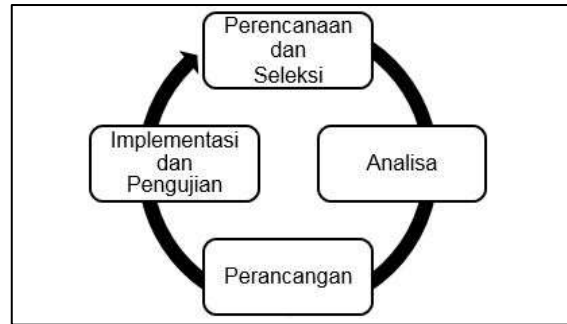 Perencanaan
dan
Seleksi
Analisa
Perancangan
Implementasi
dan
Pengujian